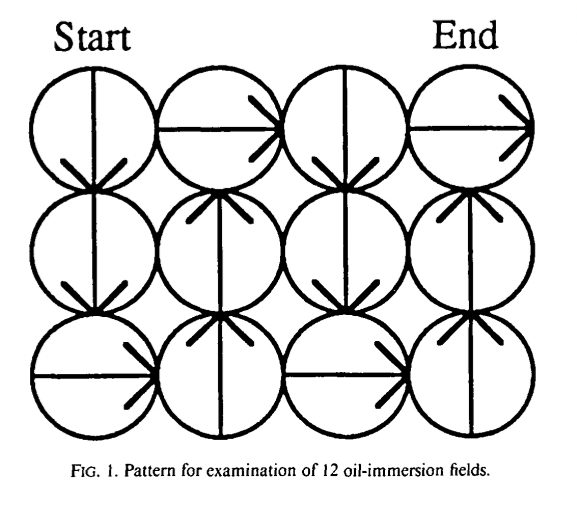 Start End
FIG. 1. Pattern for examination of 12 oil-immersion fields.